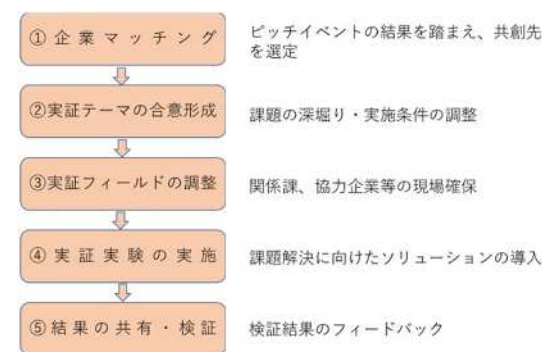 ①企業マッチング
ピッチイベントの結果を踏まえ、共創先
を選定
②実証テーマの合意形成
課題の深堀り・実施条件の調整
③実証フィールドの調整
関係課、協力企業等の現場確保
④実証実験の実施
課題解決に向けたソリューションの導入
⑤結果の共有・検証
検証結果のフィードバック